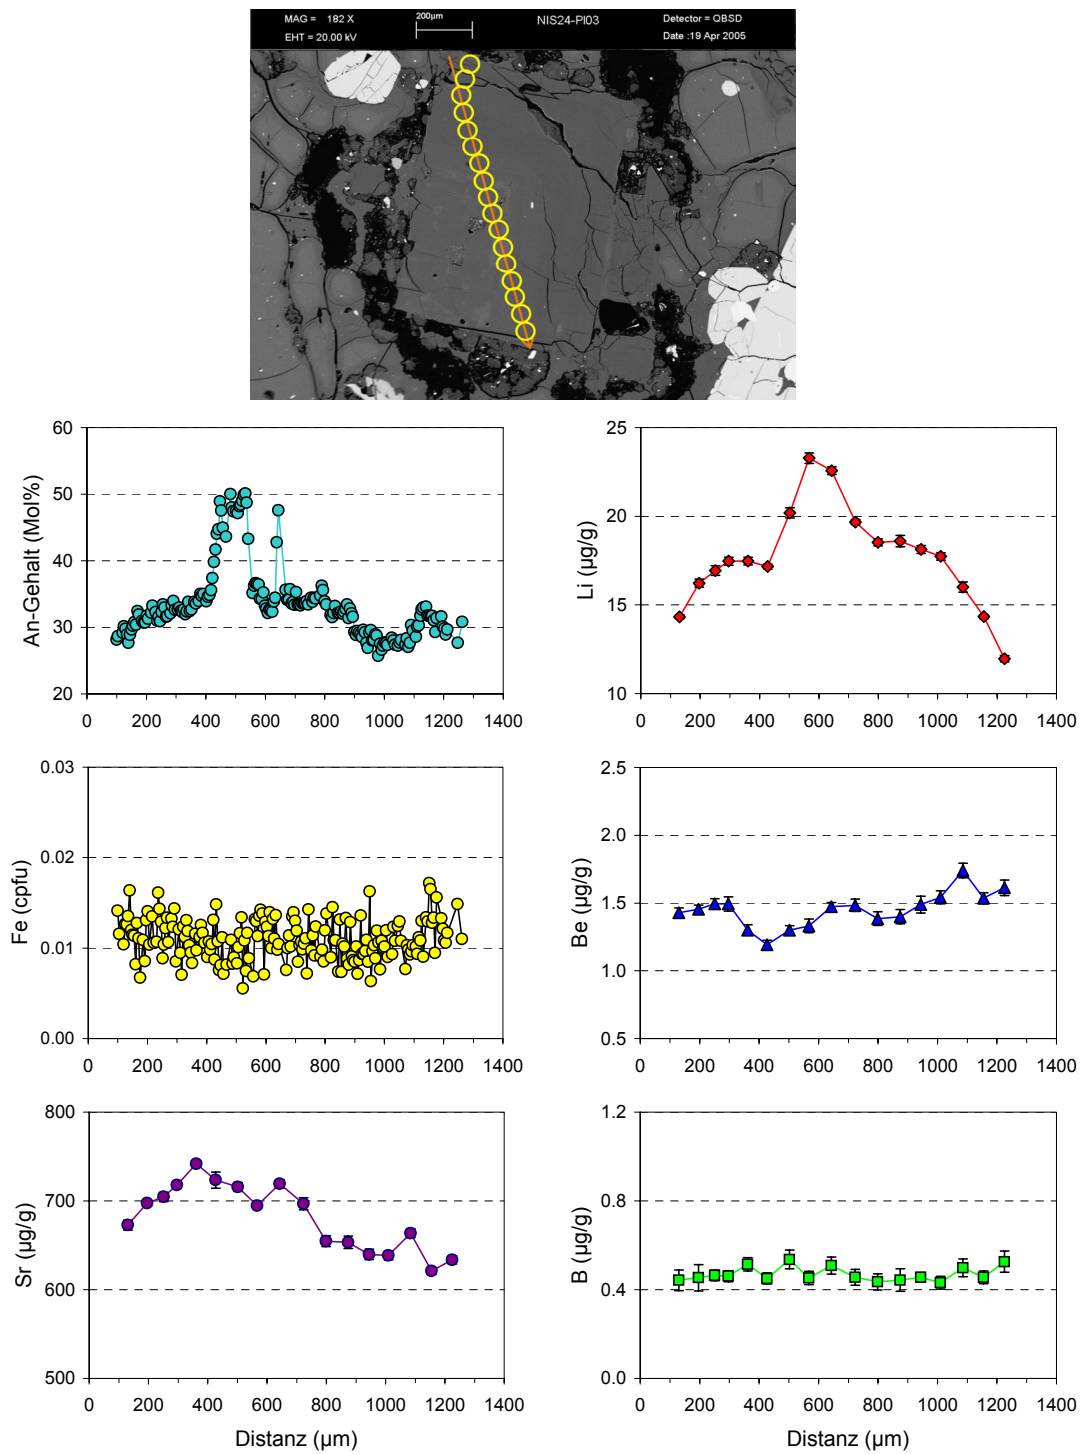 MAG = 182 X
200µm
NIS24-PI03
Detector = QBSD
EHT = 20.00 kV
Date :19 Apr 2005
An-Gehalt (Mol%)
60
50
40
30
20
0 200 400 600 800 1000 1200 1400
Li (µg/g)
25
20
15
10
0 200 400 600 800 1000 1200 1400
Fe (cpfu)
0.03
0.02
0.01
0.00
0 200 400 600 800 1000 1200 1400
Be (µg/g)
2.5
2.0
1.5
1.0
0.5
0 200 400 600 800 1000 1200 1400
Sr (µg/g)
800
700
600
500
0 200 400 600 800 1000 1200 1400
Distanz (µm)
B (µg/g)
1.2
0.8
0.4
0.0
0 200 400 600 800 1000 1200 1400
Distanz (µm)